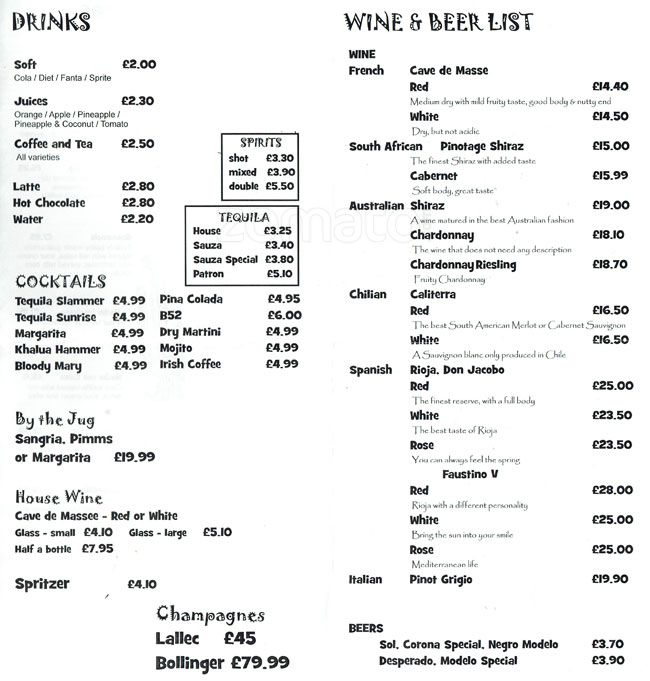 DRINKS
Soft £2.00
Cola / Diet / Fanta / Sprite
Juices £2.30
Orange / Apple / Pineapple /
Pineapple & Coconut / Tomato
Coffee and Tea £2.50
All varieties
Latte £2.80
Hot Chocolate £2.80
Water £2.20
SPIRITS
shot £3.30
mixed £3.90
double £5.50
TEQUILA
House £3.25
Sauza £3.40
Sauza Special £3.80
Patron £5.10
COCKTAILS
Tequila Slammer £4.99
Tequila Sunrise £4.99
Margarita £4.99
Khalua Hammer £4.99
Bloody Mary £4.99
Pina Colada £4.95
B52 £6.00
Dry Martini £4.99
Mojito £4.99
Irish Coffee £4.99
By the Jug
Sangria, Pimms
or Margarita £19.99
House Wine
Cave de Massee - Red or White
Glass - small £4.10 Glass - large £5.10
Half a bottle £7.95
Spritzer £4.10
Champagnes
Lallec £45
Bollinger £79.99
WINE & BEER LIST
WINE
French Cave de Masse
Red £14.40
Medium dry with mild fruity taste, good body & nutty end
White £14.50
Dry, but not acidic
South African Pinotage Shiraz £15.00
The finest Shiraz with added taste
Cabernet £15.99
Soft body, great taste
Australian Shiraz £19.00
A wine matured in the best Australian fashion
Chardonnay £18.10
The wine that does not need any description
Chardonnay Riesling £18.70
Fruity Chardonnay
Chilian Caliterra
Red £16.50
The best South American Merlot or Cabernet Sauvignon
White £16.50
A Sauvignon blanc only produced in Chile
Spanish Rioja, Don Jacobo
Red £25.00
The finest reserve, with a full body
White £23.50
The best taste of Rioja
Rose £23.50
You can always feel the spring
Faustino V
Red £28.00
Rioja with a different personality
White £25.00
Bring the sun into your smile
Rose £25.00
Mediterranean life
Italian Pinot Grigio £19.90
BEERS
Sol, Corona Special, Negro Modelo £3.70
Desperado, Modelo Special £3.90
zomato